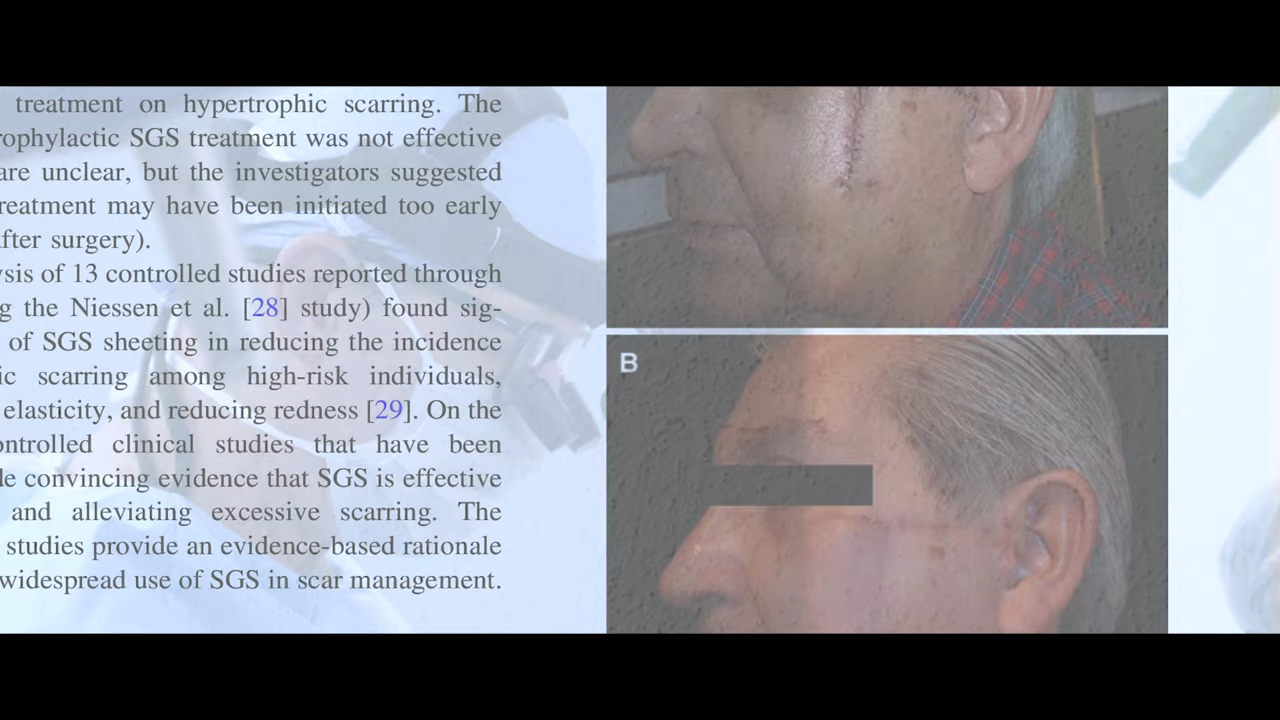 treatment on hypertrophic scarring. The
rophylactic SGS treatment was not effective
are unclear, but the investigators suggested
reatment may have been initiated too early
fter surgery).
ysis of 13 controlled studies reported through
g the Niessen et al. [28] study) found sig-
of SGS sheeting in reducing the incidence
ic scarring among high-risk individuals,
elasticity, and reducing redness [29]. On the
ontrolled clinical studies that have been
de convincing evidence that SGS is effective
and alleviating excessive scarring. The
studies provide an evidence-based rationale
widespread use of SGS in scar management.
B